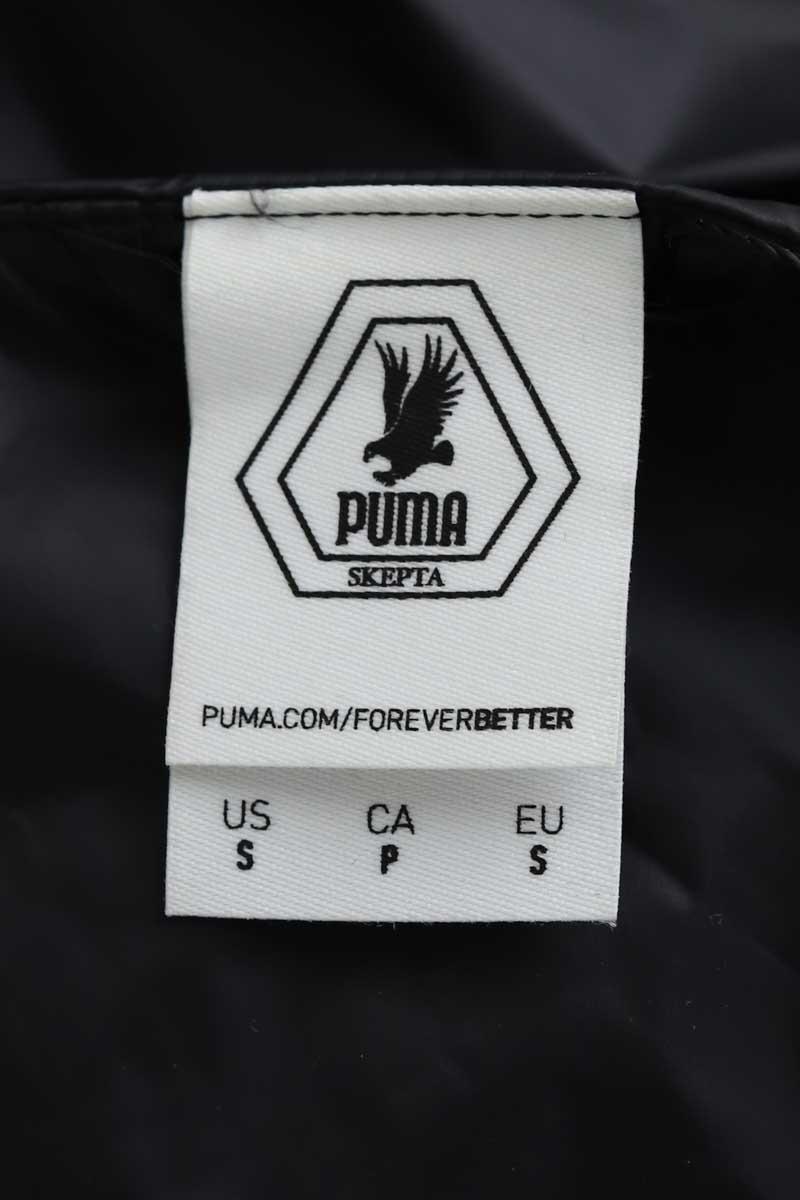 PUMA
SKEPTA
PUMA.COM/FOREVERBETTER
US CA EU
S P S